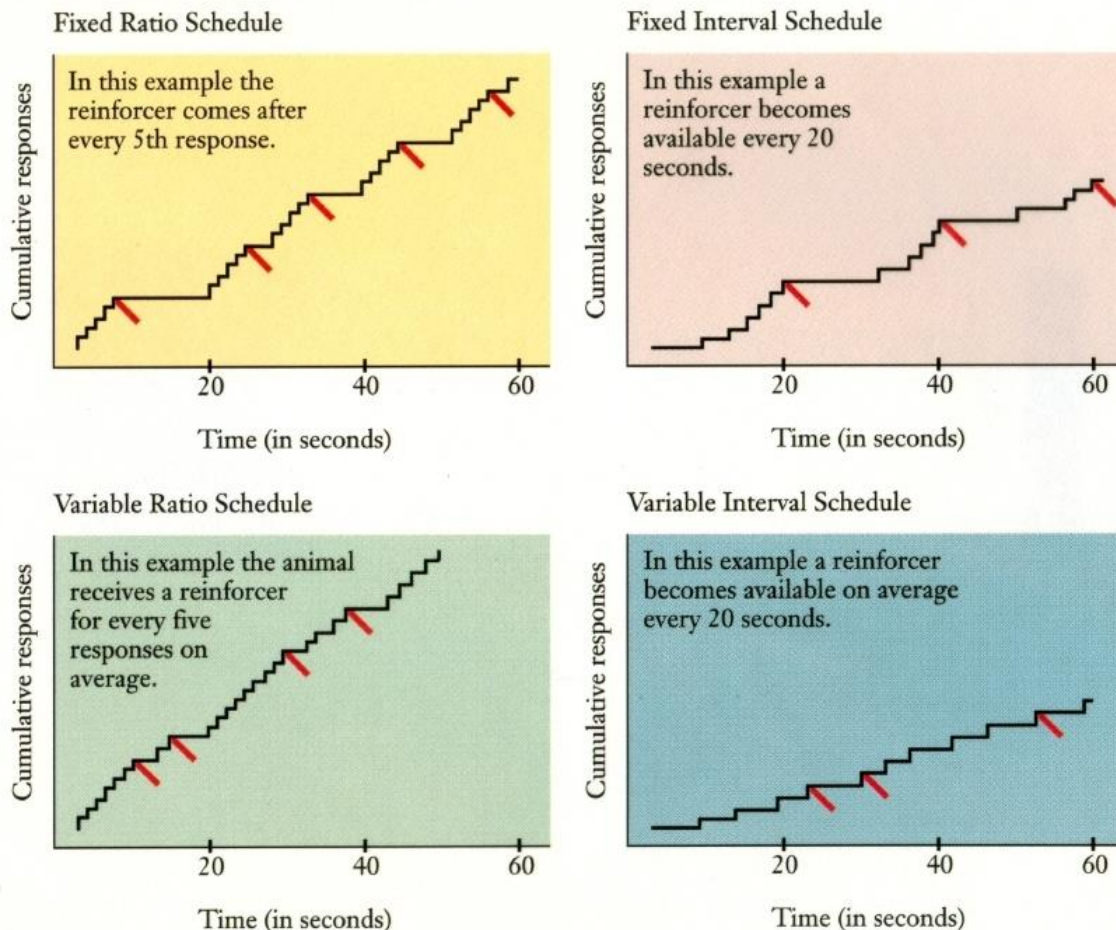 Fixed Ratio Schedule
Cumulative responses
In this example the
reinforcer comes after
every 5th response.
20
40
60
Time (in seconds)
Fixed Interval Schedule
Cumulative responses
In this example a
reinforcer becomes
available every 20
seconds.
20
40
60
Time (in seconds)
Variable Ratio Schedule
Cumulative responses
In this example the animal
receives a reinforcer
for every five
responses on
average.
20
40
60
Time (in seconds)
Variable Interval Schedule
Cumulative responses
In this example a reinforcer
becomes available on average
every 20 seconds.
20
40
60
Time (in seconds)